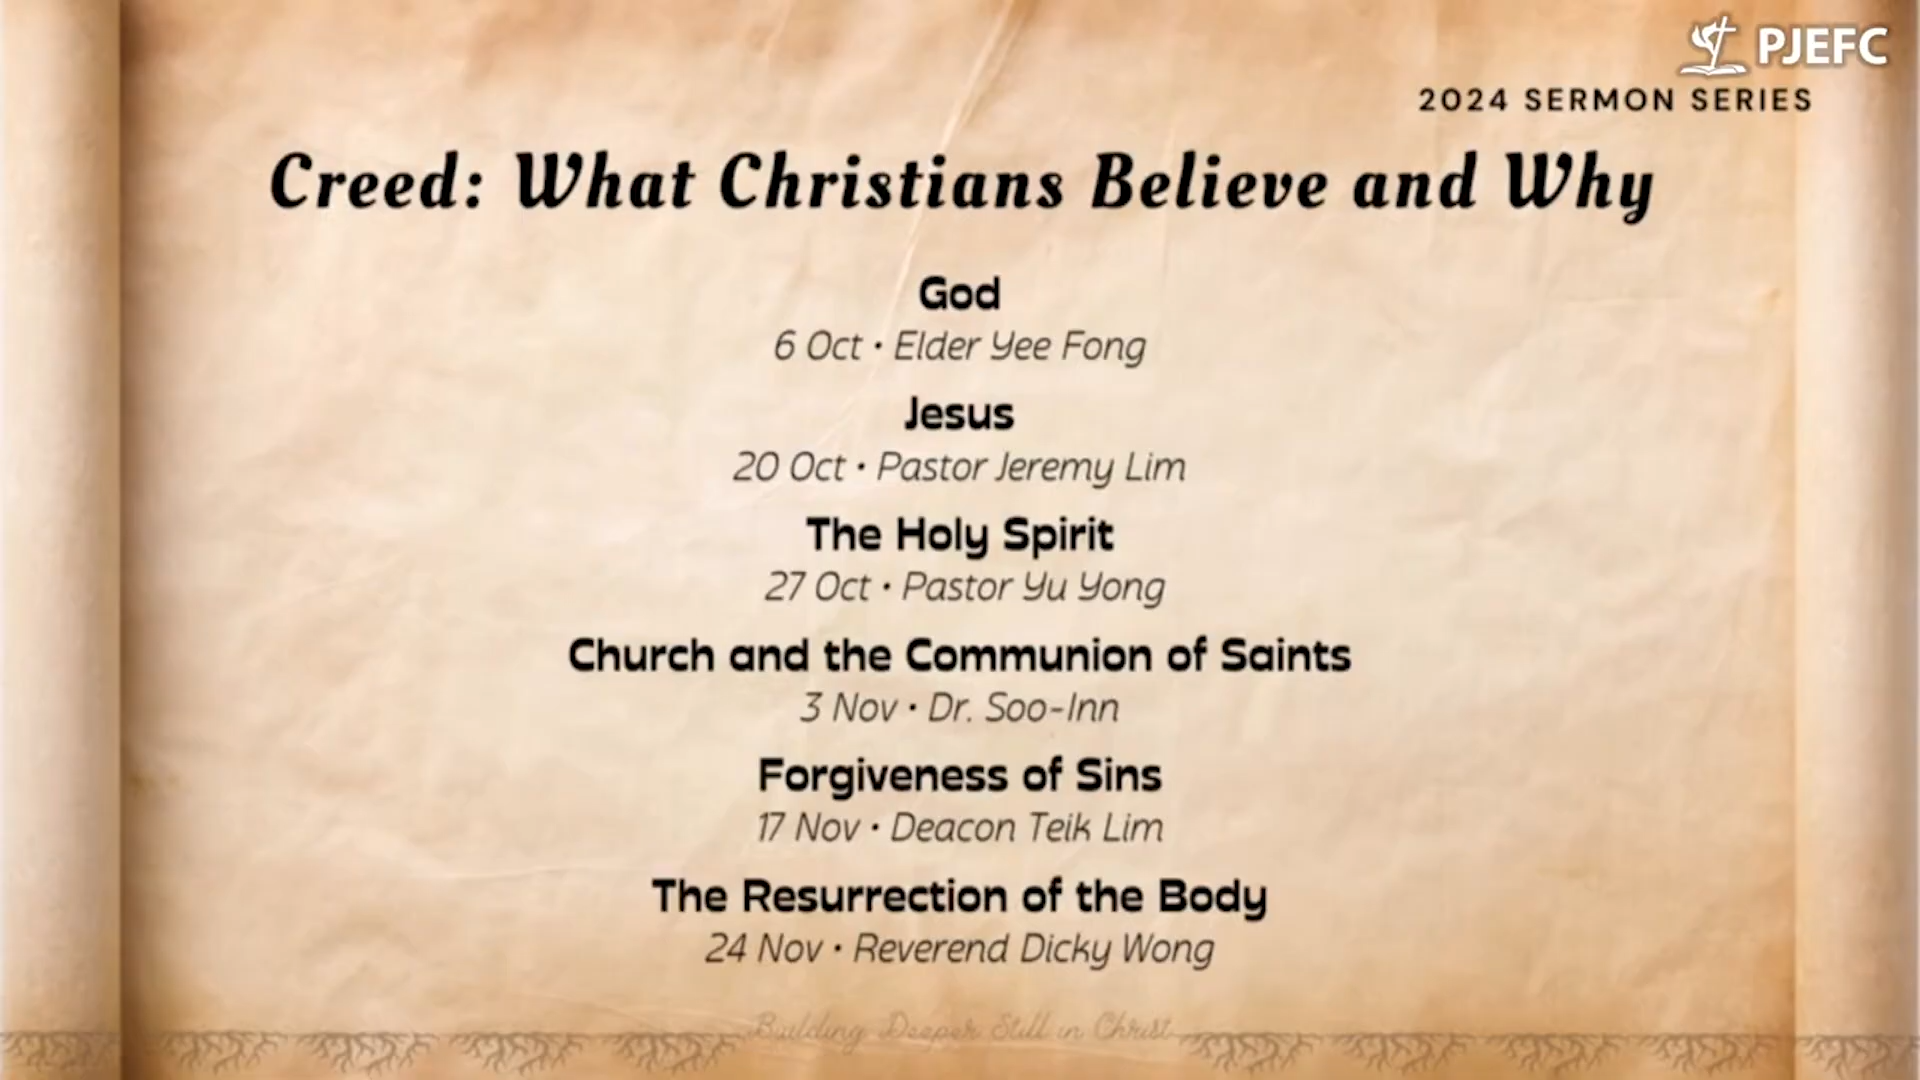 PJEFC
2024 SERMON SERIES
Creed: What Christians Believe and Why
God
6 Oct • Elder Yee Fong
Jesus
20 Oct • Pastor Jeremy Lim
The Holy Spirit
27 Oct • Pastor Yu Yong
Church and the Communion of Saints
3 Nov • Dr. Soo-Inn
Forgiveness of Sins
17 Nov • Deacon Teik Lim
The Resurrection of the Body
24 Nov • Reverend Dicky Wong
Building Deeper Still in Christ